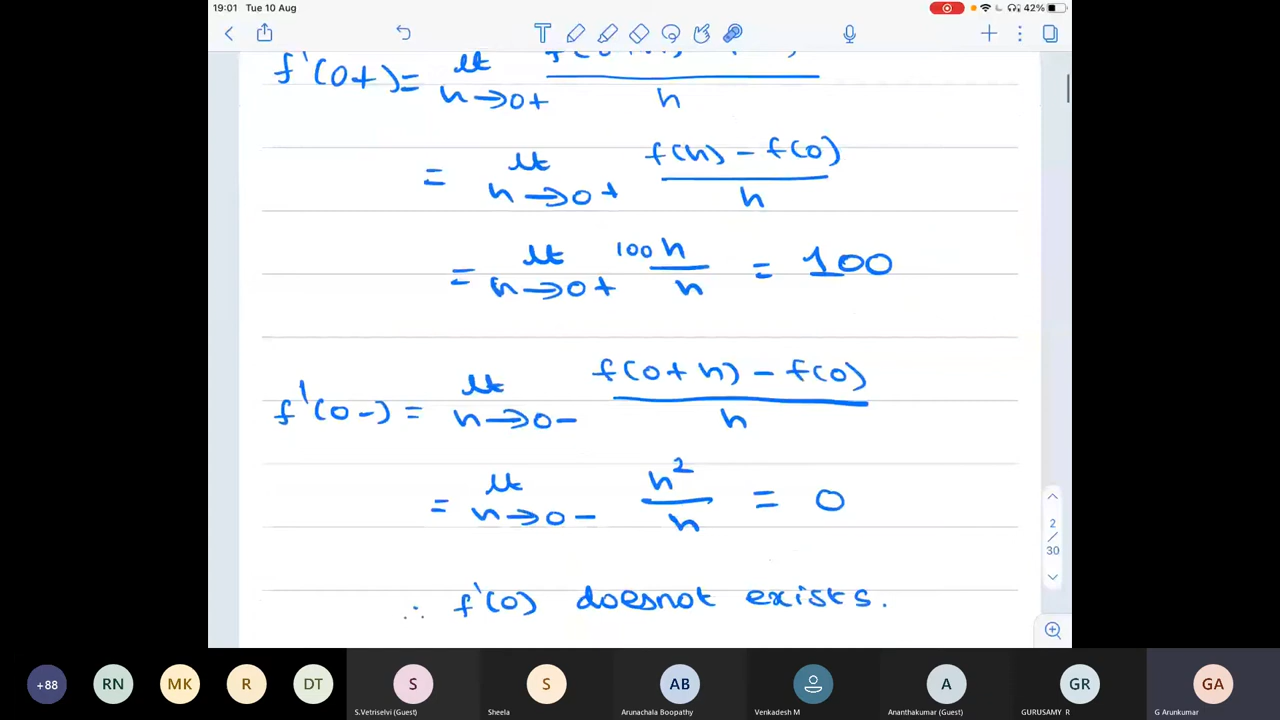 19:01 Tue 10 Aug
42%
T
f'(0+) = lt
h→0+ h
= lt f(h) - f(0)
h→0+ h
= lt 100h = 100
h→0+ h
f'(0-) = lt f(0+h) - f(0)
h→0- h
= lt h² = 0
h→0- h
∴ f'(0) doesnot exists.
2
/
30
+88 RN MK R DT S S AB A GR GA
S.Vetriselvi (Guest) Sheela Arunachala Boopathy Venkadesh M Ananthakumar (Guest) GURUSAMY R G Arunkumar